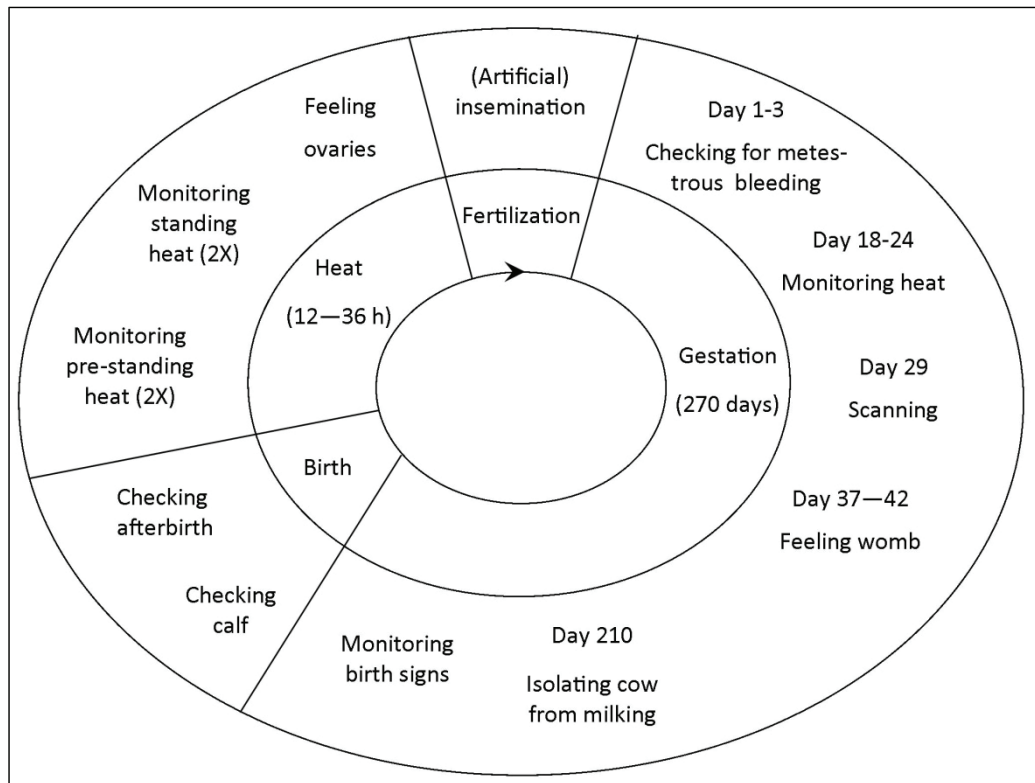 (Artificial)
insemination
Fertilization
Day 1-3
Checking for metes-
trous bleeding
Day 18-24
Monitoring heat
Day 29
Scanning
Day 37—42
Feeling womb
Day 210
Isolating cow
from milking
Monitoring
birth signs
Gestation
(270 days)
Birth
Checking
calf
Checking
afterbirth
Heat
(12—36 h)
Monitoring
pre-standing
heat (2X)
Monitoring
standing
heat (2X)
Feeling
ovaries